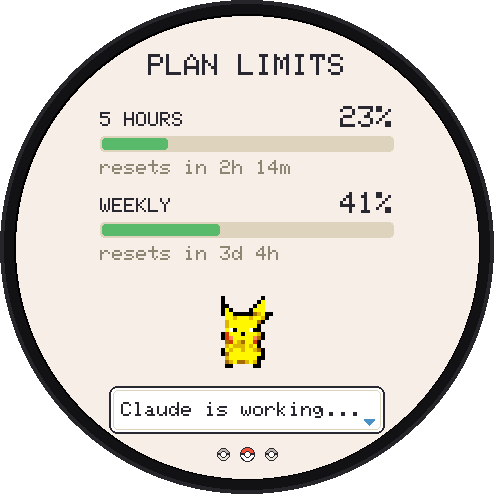 PLAN LIMITS
5 HOURS 23%
resets in 2h 14m
WEEKLY 41%
resets in 3d 4h
Claude is working...